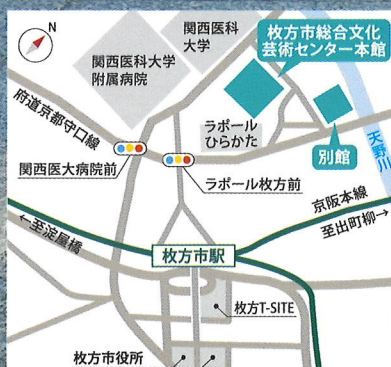 N
関西医科
大学
枚方市総合文化
芸術センター本館
関西医科大学
附属病院
府道京都守口線
ラポール
ひらかた
別館
天野川
関西医大病院前
ラポール枚方前
京阪本線
至出町柳→
←至淀屋橋
枚方市駅
枚方T-SITE
枚方市役所